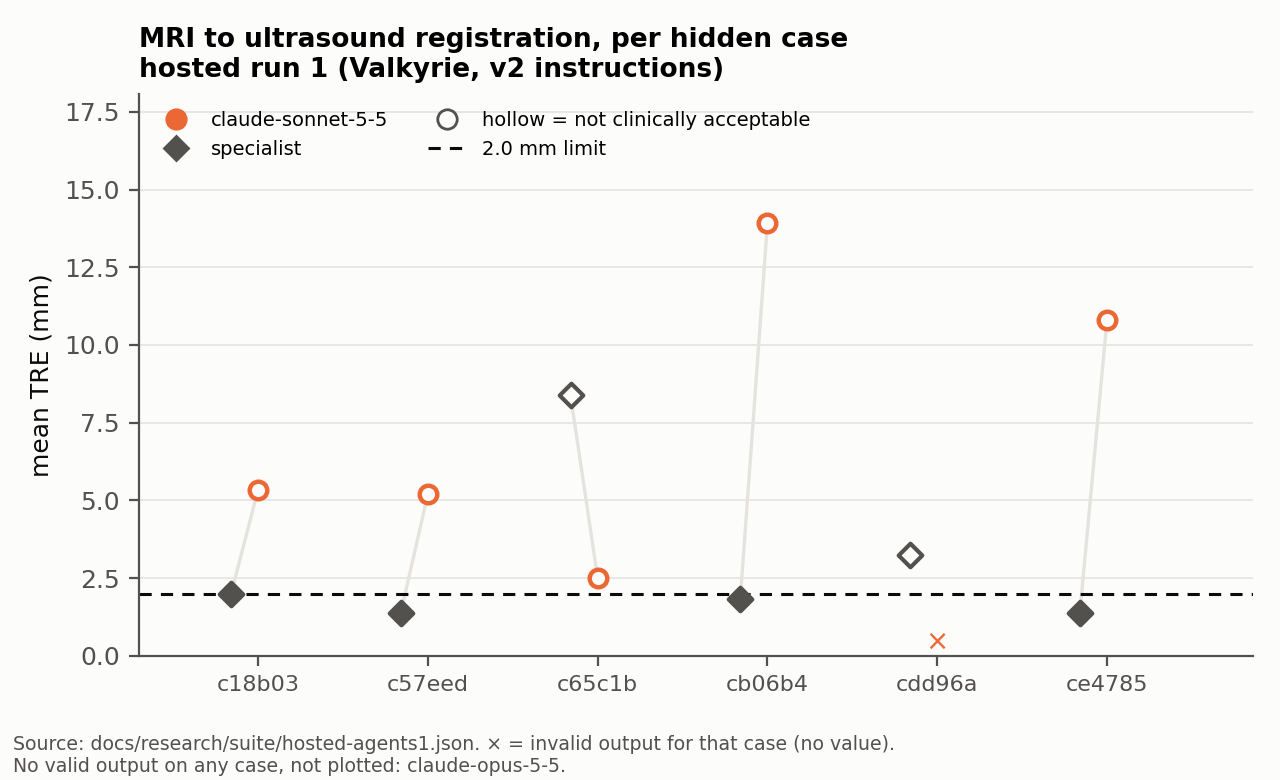 MRI to ultrasound registration, per hidden case
hosted run 1 (Valkyrie, v2 instructions)
claude-sonnet-5-5
specialist
hollow = not clinically acceptable
2.0 mm limit
mean TRE (mm)
17.5
15.0
12.5
10.0
7.5
5.0
2.5
0.0
c18b03 c57eed c65c1b cb06b4 cdd96a ce4785
Source: docs/research/suite/hosted-agents1.json. × = invalid output for that case (no value).
No valid output on any case, not plotted: claude-opus-5-5.